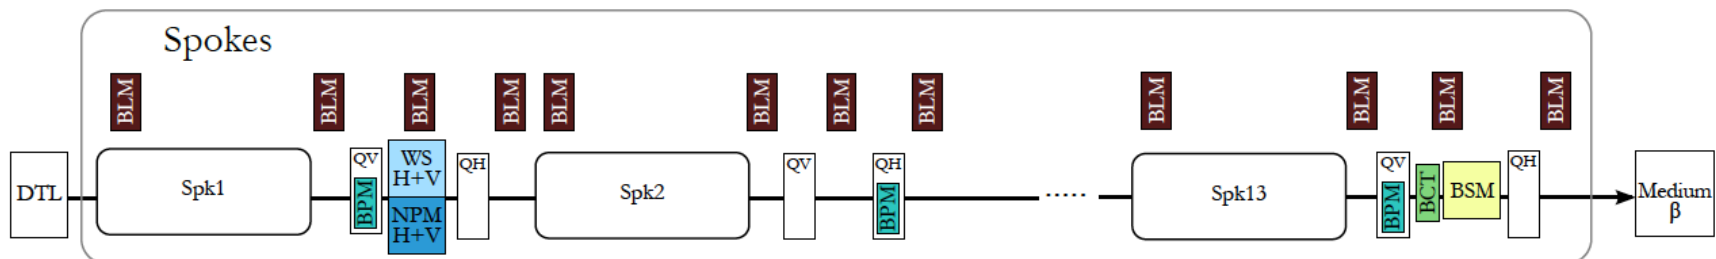 Spokes
BLM
BLM
BLM
BLM
BLM
BLM
BLM
BLM
BLM
BLM
BLM
BLM
DTL
Spk1
QV
BPM
WS
H+V
NPM
H+V
QH
Spk2
QV
QH
BPM
.....
Spk13
QV
BPM
BCT
BSM
QH
Medium
β